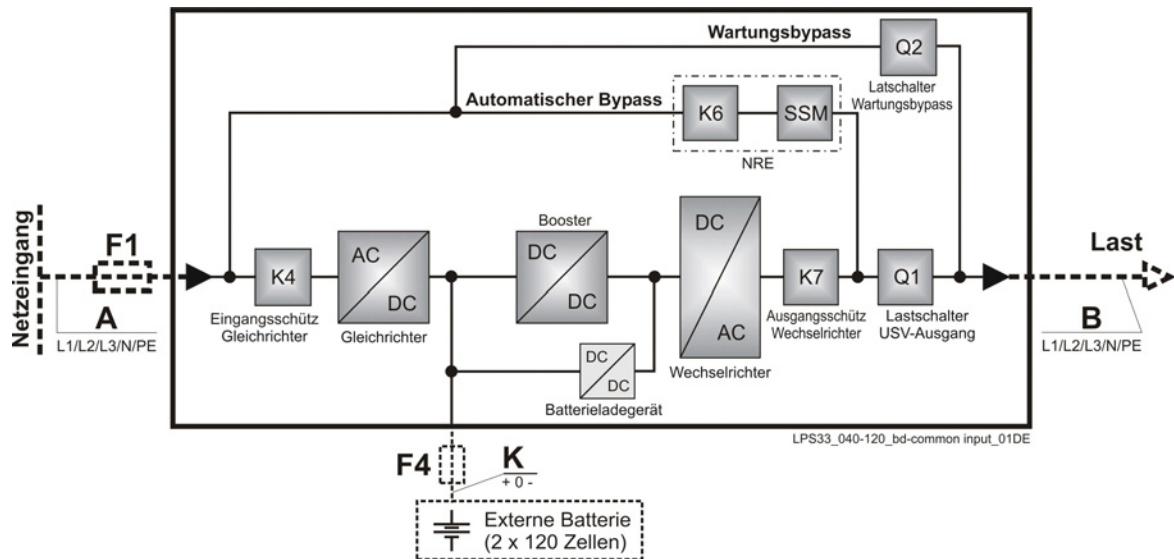 Wartungsbypass
Q2
Latschalter
Wartungsbypass
Automatischer Bypass
K6
SSM
NRE
Netzeingang
F1
A
L1/L2/L3/N/PE
K4
Eingangsschütz
Gleichrichter
AC
DC
Gleichrichter
Booster
DC
DC
DC
DC
Batterieladegerät
DC
AC
Wechselrichter
K7
Ausgangsschütz
Wechselrichter
Q1
Lastschalter
USV-Ausgang
Last
B
L1/L2/L3/N/PE
LPS33_040-120_bd-common input_01DE
F4
K
+ 0 -
Externe Batterie
(2 x 120 Zellen)